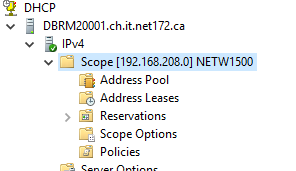 DHCP
DBRM20001.ch.it.net172.ca
IPv4
Scope [192.168.208.0] NETW1500
Address Pool
Address Leases
Reservations
Scope Options
Policies
Server Options